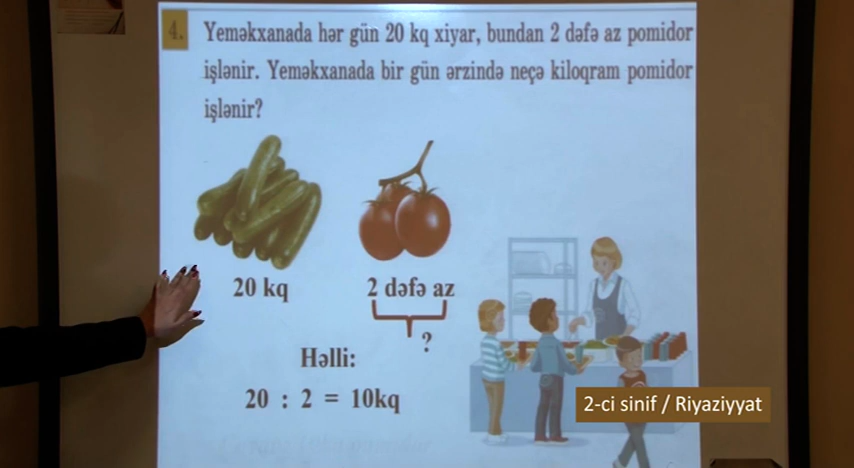 4. Yeməkxanada hər gün 20 kq xiyar, bundan 2 dəfə az pomidor
işlənir. Yeməkxanada bir gün ərzində neçə kiloqram pomidor
işlənir?
20 kq
2 dəfə az
?
Həlli:
20 : 2 = 10kq
2-ci sinif / Riyaziyyat